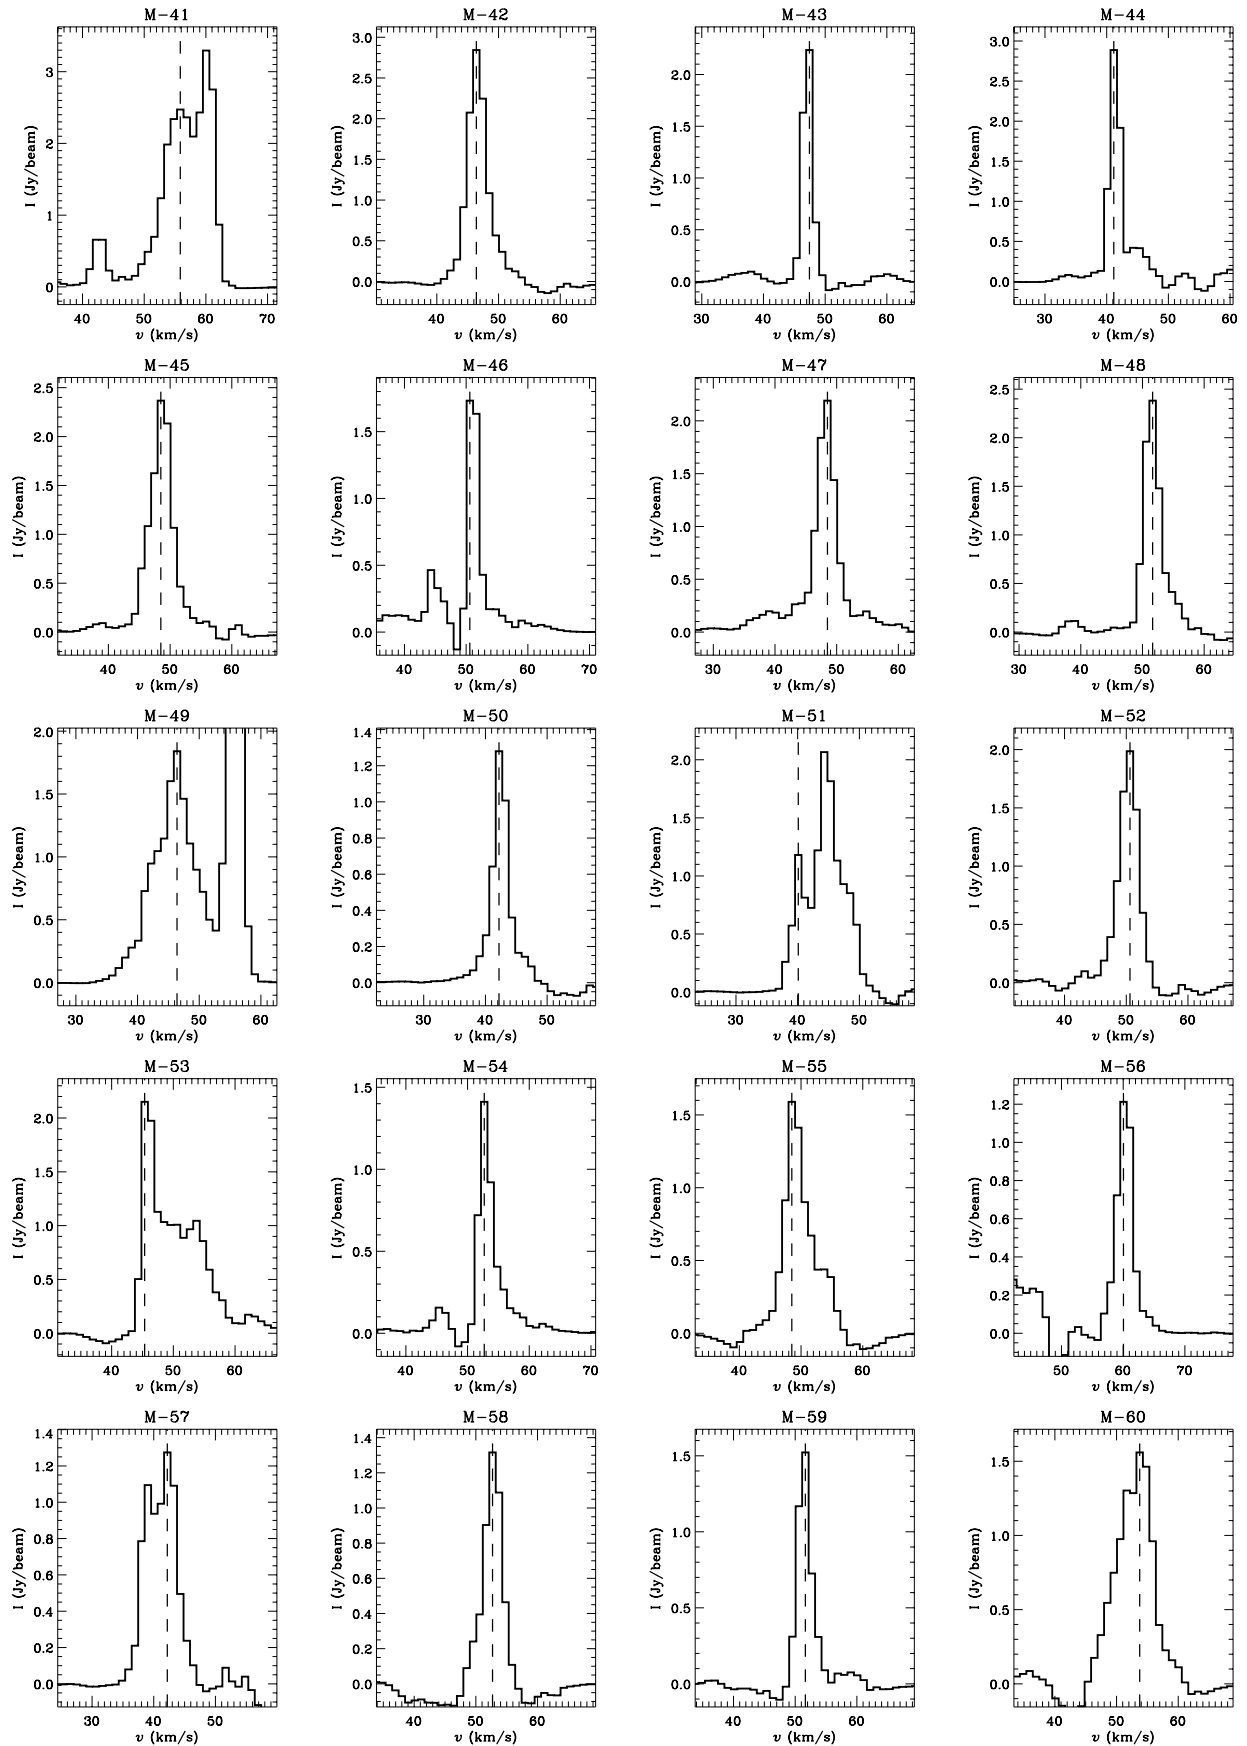 M-41 M-42 M-43 M-44
I (Jy/beam) 3 2 1 0
I (Jy/beam) 3.0 2.5 2.0 1.5 1.0 0.5 0.0
I (Jy/beam) 2.0 1.5 1.0 0.5 0.0
I (Jy/beam) 3.0 2.5 2.0 1.5 1.0 0.5 0.0
40 50 60 70 40 50 60 30 40 50 60 30 40 50 60
v (km/s) v (km/s) v (km/s) v (km/s)
M-45 M-46 M-47 M-48
I (Jy/beam) 2.5 2.0 1.5 1.0 0.5 0.0
I (Jy/beam) 1.5 1.0 0.5 0.0
I (Jy/beam) 2.0 1.5 1.0 0.5 0.0
I (Jy/beam) 2.5 2.0 1.5 1.0 0.5 0.0
40 50 60 40 50 60 70 30 40 50 60 30 40 50 60
v (km/s) v (km/s) v (km/s) v (km/s)
M-49 M-50 M-51 M-52
I (Jy/beam) 2.0 1.5 1.0 0.5 0.0
I (Jy/beam) 1.4 1.2 1.0 0.8 0.6 0.4 0.2 0.0
I (Jy/beam) 2.0 1.5 1.0 0.5 0.0
I (Jy/beam) 2.0 1.5 1.0 0.5 0.0
30 40 50 60 30 40 50 30 40 50 40 50 60
v (km/s) v (km/s) v (km/s) v (km/s)
M-53 M-54 M-55 M-56
I (Jy/beam) 2.0 1.5 1.0 0.5 0.0
I (Jy/beam) 1.5 1.0 0.5 0.0
I (Jy/beam) 1.5 1.0 0.5 0.0
I (Jy/beam) 1.2 1.0 0.8 0.6 0.4 0.2 0.0
40 50 60 40 50 60 70 40 50 60 50 60 70
v (km/s) v (km/s) v (km/s) v (km/s)
M-57 M-58 M-59 M-60
I (Jy/beam) 1.4 1.2 1.0 0.8 0.6 0.4 0.2 0.0
I (Jy/beam) 1.4 1.2 1.0 0.8 0.6 0.4 0.2 0.0
I (Jy/beam) 1.5 1.0 0.5 0.0
I (Jy/beam) 1.5 1.0 0.5 0.0
30 40 50 40 50 60 40 50 60 40 50 60
v (km/s) v (km/s) v (km/s) v (km/s)